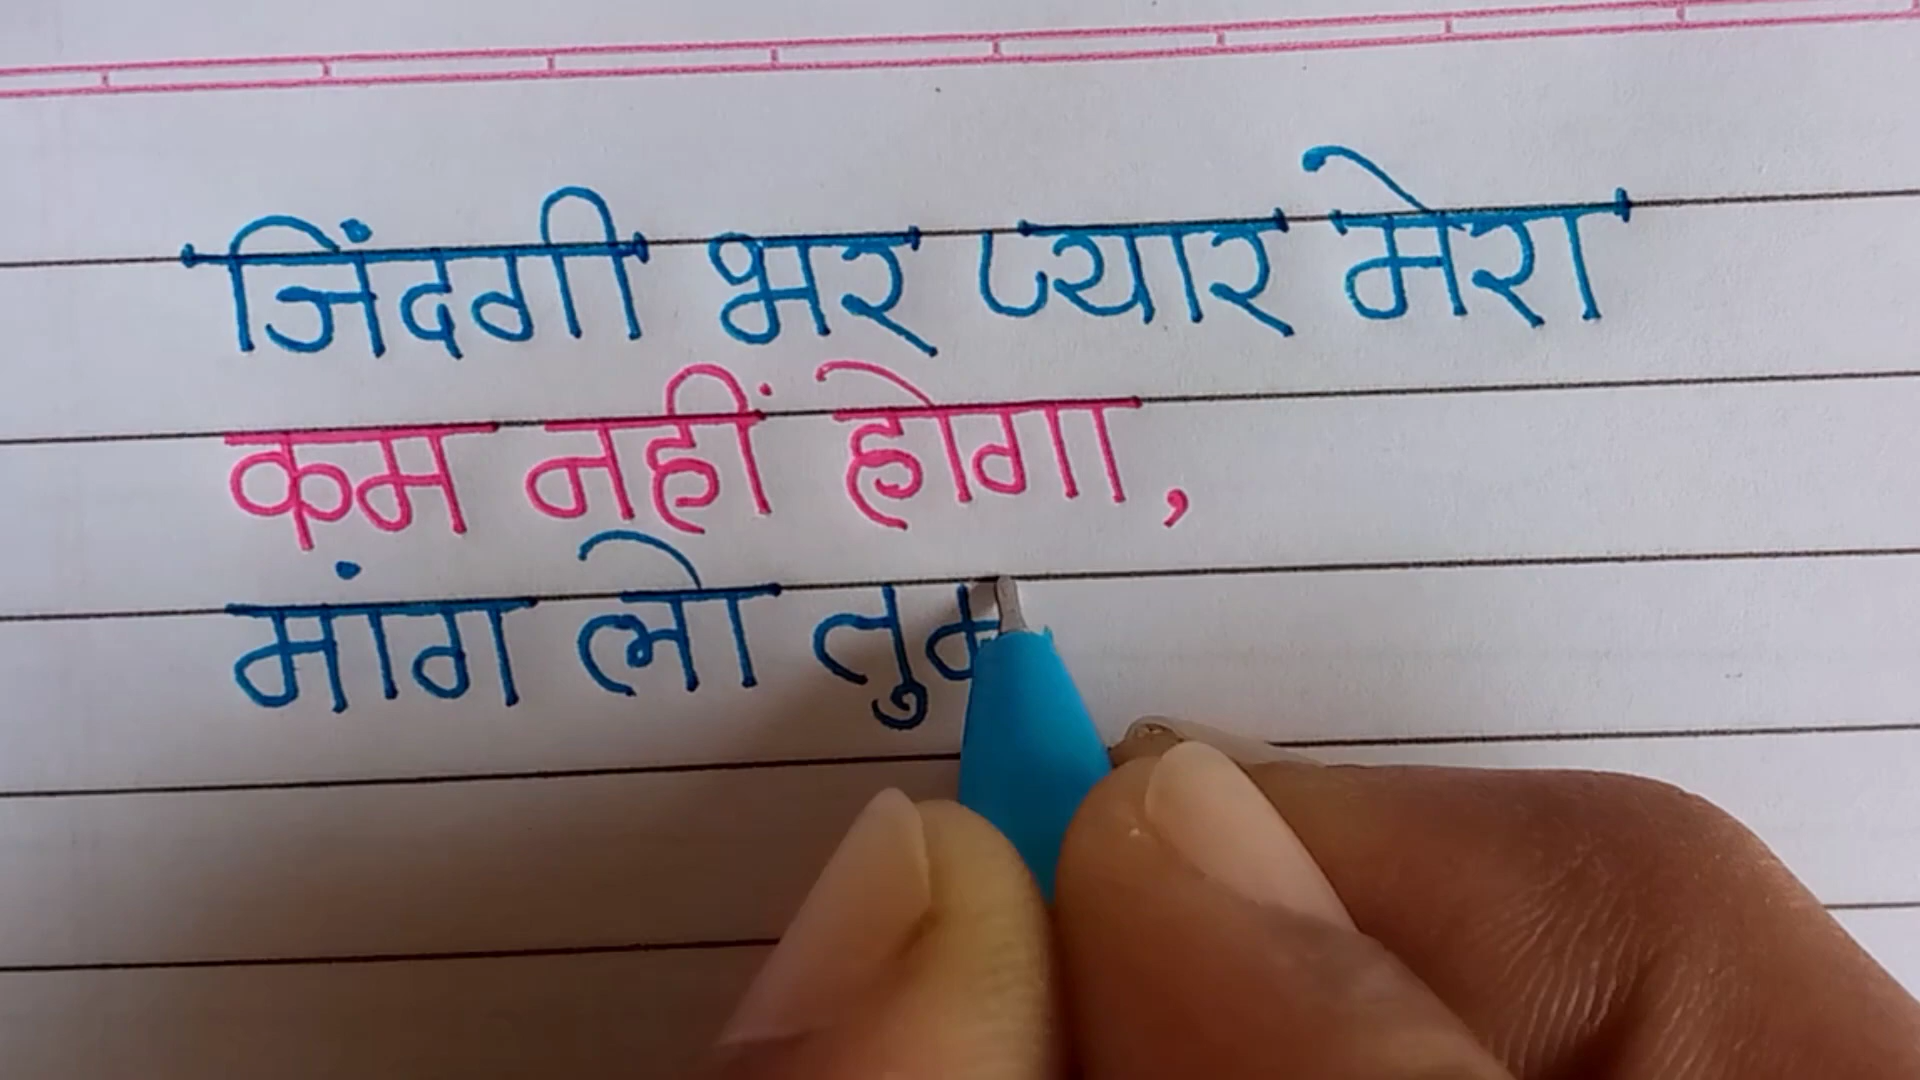 जिंदगी भर प्यार मेरा
कम नहीं होगा,
मांग लो तुम